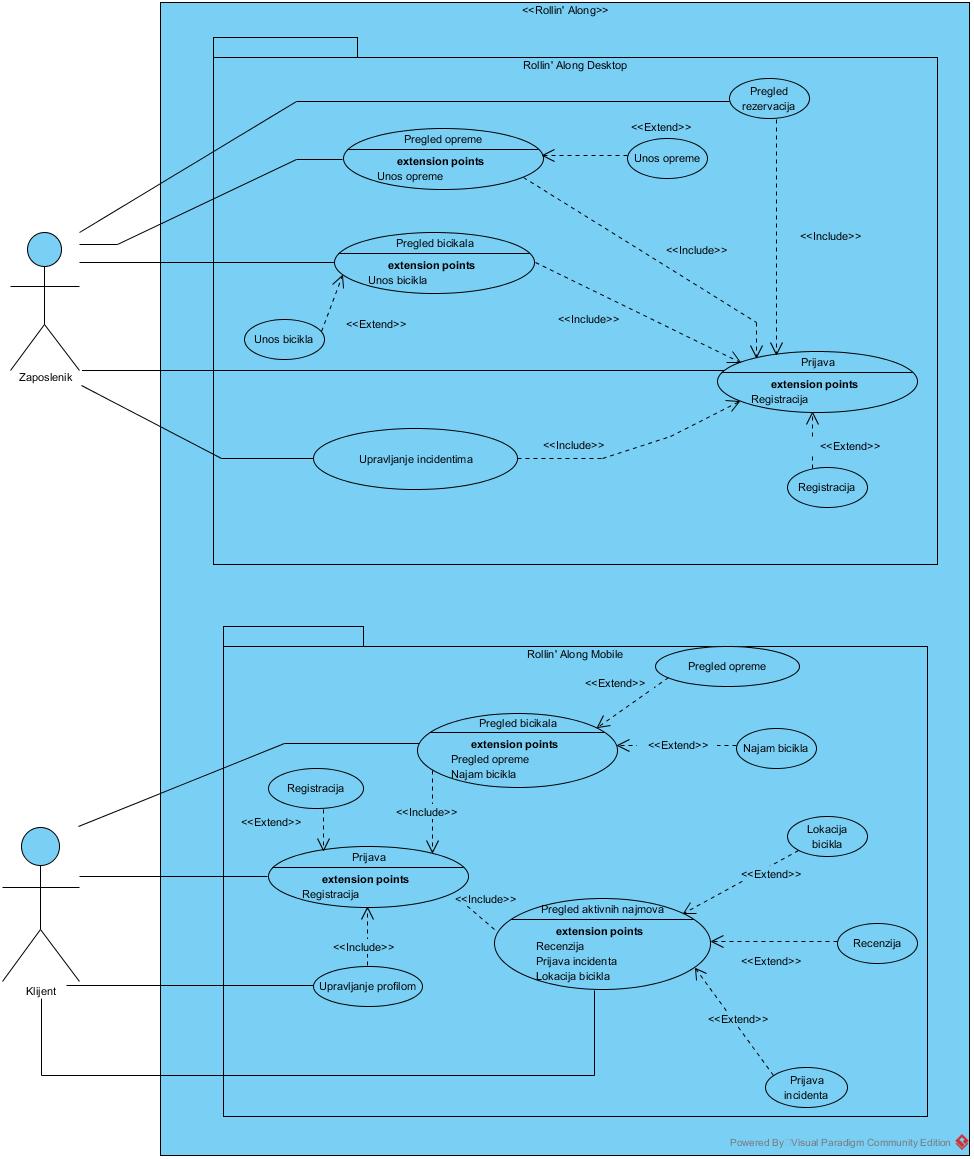 <<Rollin' Along>>
Rollin' Along Desktop
Pregled
rezervacija
<<Extend>>
Pregled opreme
extension points
Unos opreme
Unos opreme
<<Include>>
<<Include>>
Pregled bicikala
extension points
Unos bicikla
<<Include>>
<<Extend>>
Unos bicikla
Zaposlenik
Prijava
extension points
Registracija
<<Include>>
<<Extend>>
Upravljanje incidentima
Registracija
Rollin' Along Mobile
Pregled opreme
<<Extend>>
Pregled bicikala
extension points
Pregled opreme
Najam bicikla
<<Extend>>
Najam bicikla
Registracija
<<Include>>
<<Extend>>
Lokacija
bicikla
Prijava
extension points
Registracija
<<Extend>>
<<Include>>
Pregled aktivnih najmova
extension points
Recenzija
Prijava incidenta
Lokacija bicikla
Recenzija
<<Include>>
<<Extend>>
Upravljanje profilom
Klijent
<<Extend>>
Prijava
incidenta
Powered By Visual Paradigm Community Edition